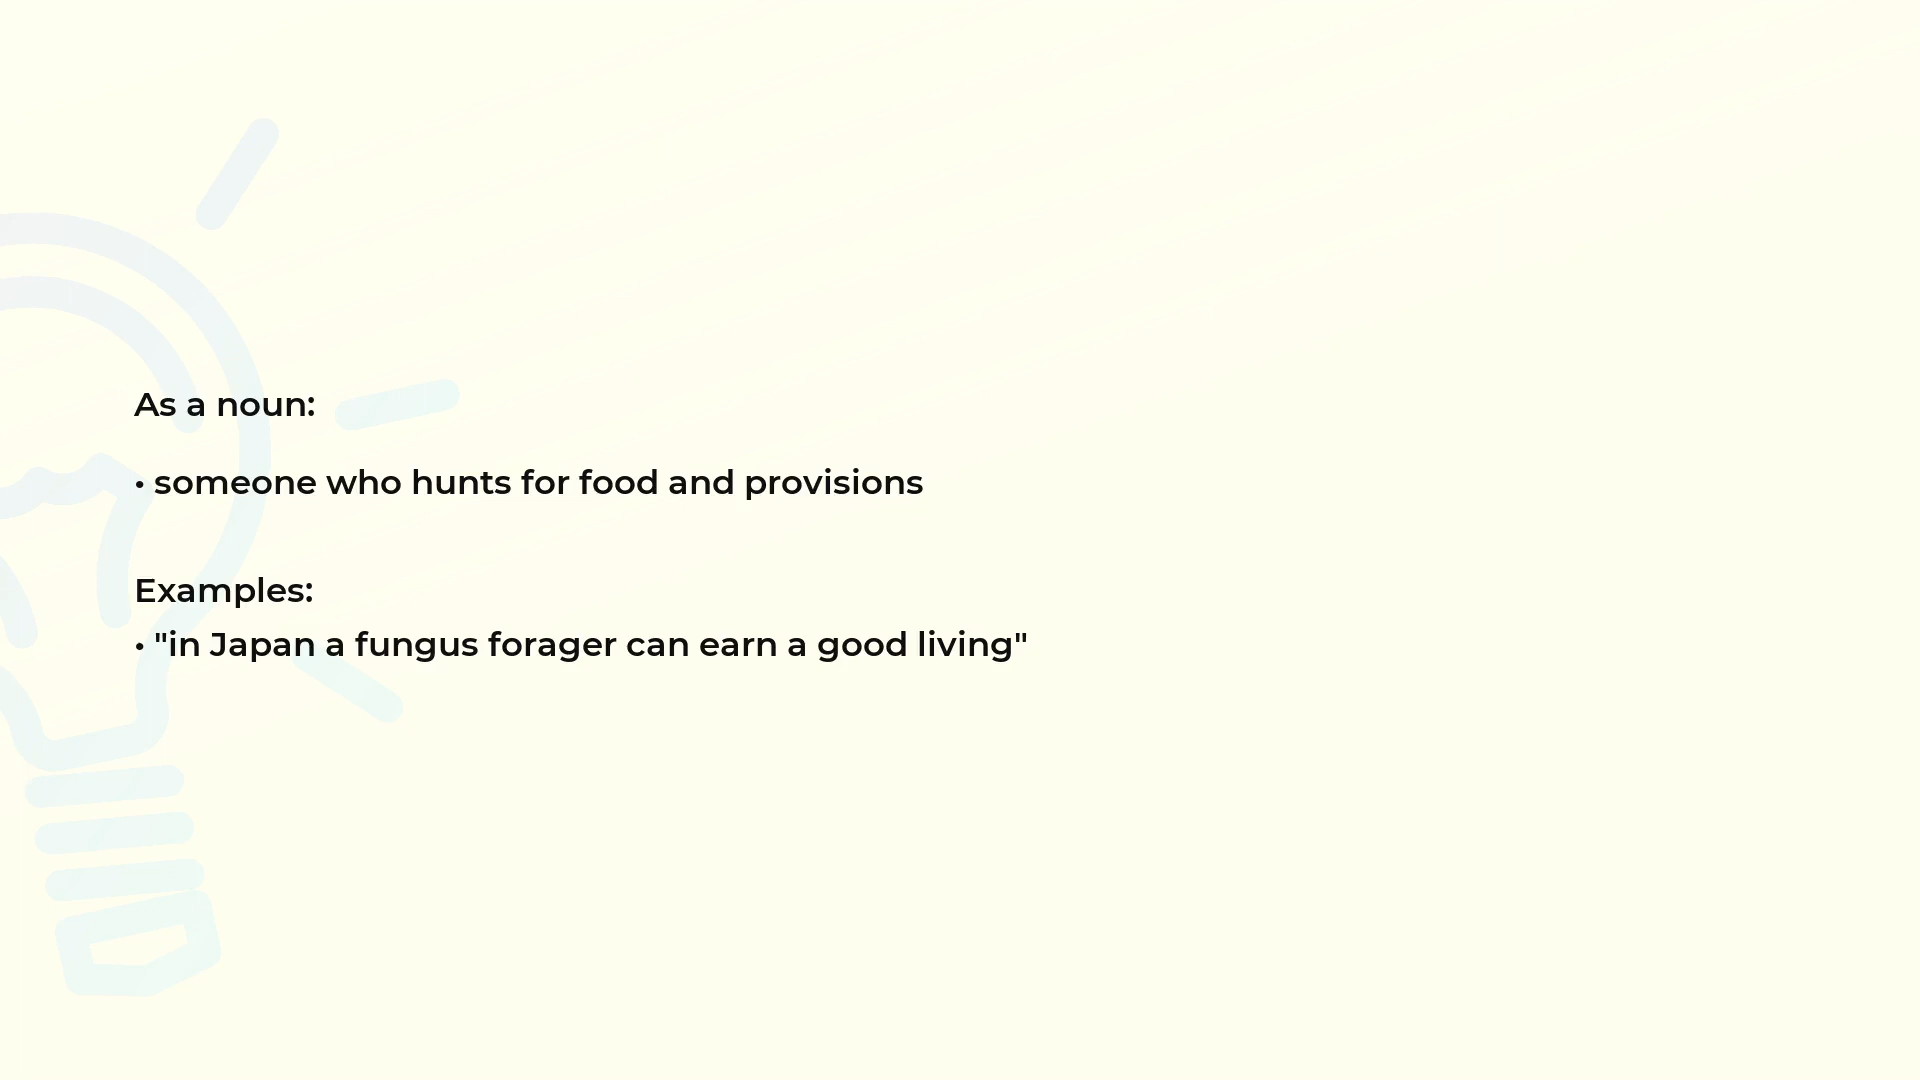 As a noun:
• someone who hunts for food and provisions
Examples:
• "in Japan a fungus forager can earn a good living"